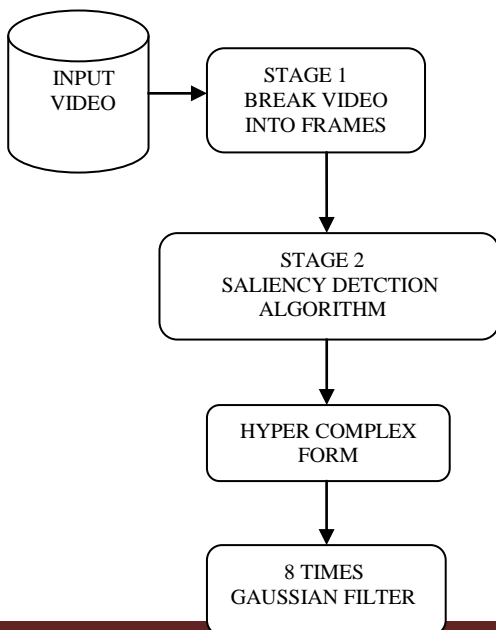 INPUT
VIDEO
STAGE 1
BREAK VIDEO
INTO FRAMES
STAGE 2
SALIENCY DETCTION
ALGORITHM
HYPER COMPLEX
FORM
8 TIMES
GAUSSIAN FILTER